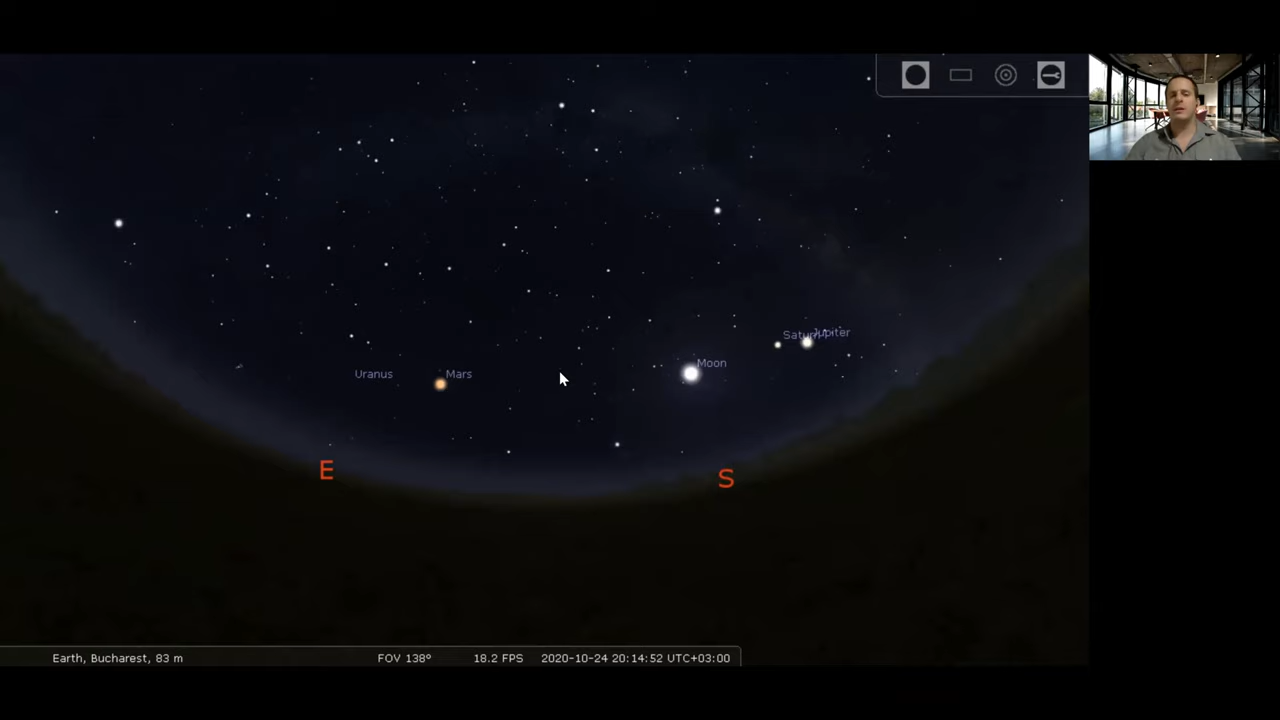 Saturn
Jupiter
Moon
Uranus
Mars
E
S
Earth, Bucharest, 83 m
FOV 138°
18.2 FPS
2020-10-24 20:14:52 UTC+03:00